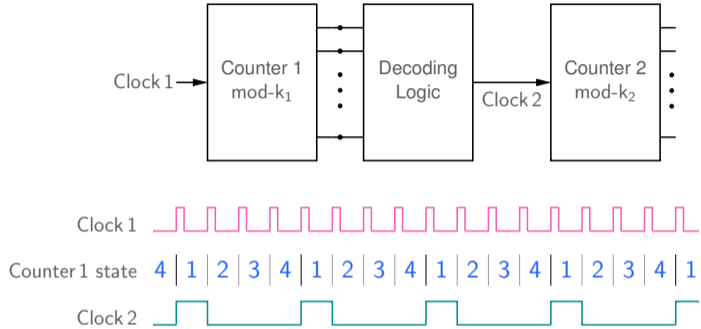 Counter 1
mod-k₁
Decoding
Logic
Counter 2
mod-k₂
Clock 1
Clock 2
Clock 1
Counter 1 state 4 1 2 3 4 1 2 3 4 1 2 3 4 1 2 3 4 1
Clock 2